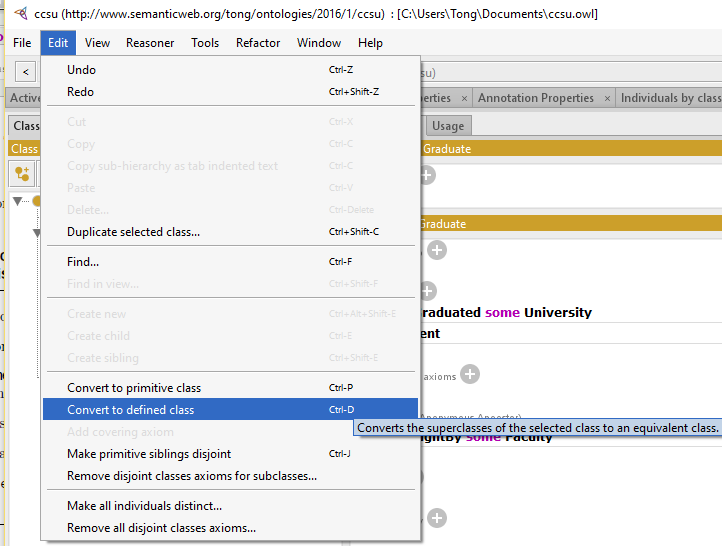 ccsu (http://www.semanticweb.org/tong/ontologies/2016/1/ccsu) : [C:\Users\Tong\Documents\ccsu.owl]
File Edit View Reasoner Tools Refactor Window Help
< su)
Active perties × Annotation Properties × Individuals by class
Class Usage
Class Graduate
Undo Ctrl-Z
Redo Ctrl+Shift-Z
Cut Ctrl-X
Copy Ctrl-C
Copy sub-hierarchy as tab indented text Ctrl-C
Paste Ctrl-V
Delete... Ctrl-Delete
Graduate
Duplicate selected class... Ctrl+Shift-C
Find... Ctrl-F
Find in view... Ctrl+Shift-F
Create new Ctrl+Alt+Shift-E
raduated some University
Create child Ctrl-E
ent
Create sibling Ctrl+Shift-E
axioms
Convert to primitive class Ctrl-P
Convert to defined class Ctrl-D
Anonymous Ancestor)
Converts the superclasses of the selected class to an equivalent class.
Add covering axiom
ghtBy some Faculty
Make primitive siblings disjoint Ctrl-J
Remove disjoint classes axioms for subclasses...
Make all individuals distinct...
Remove all disjoint classes axioms...